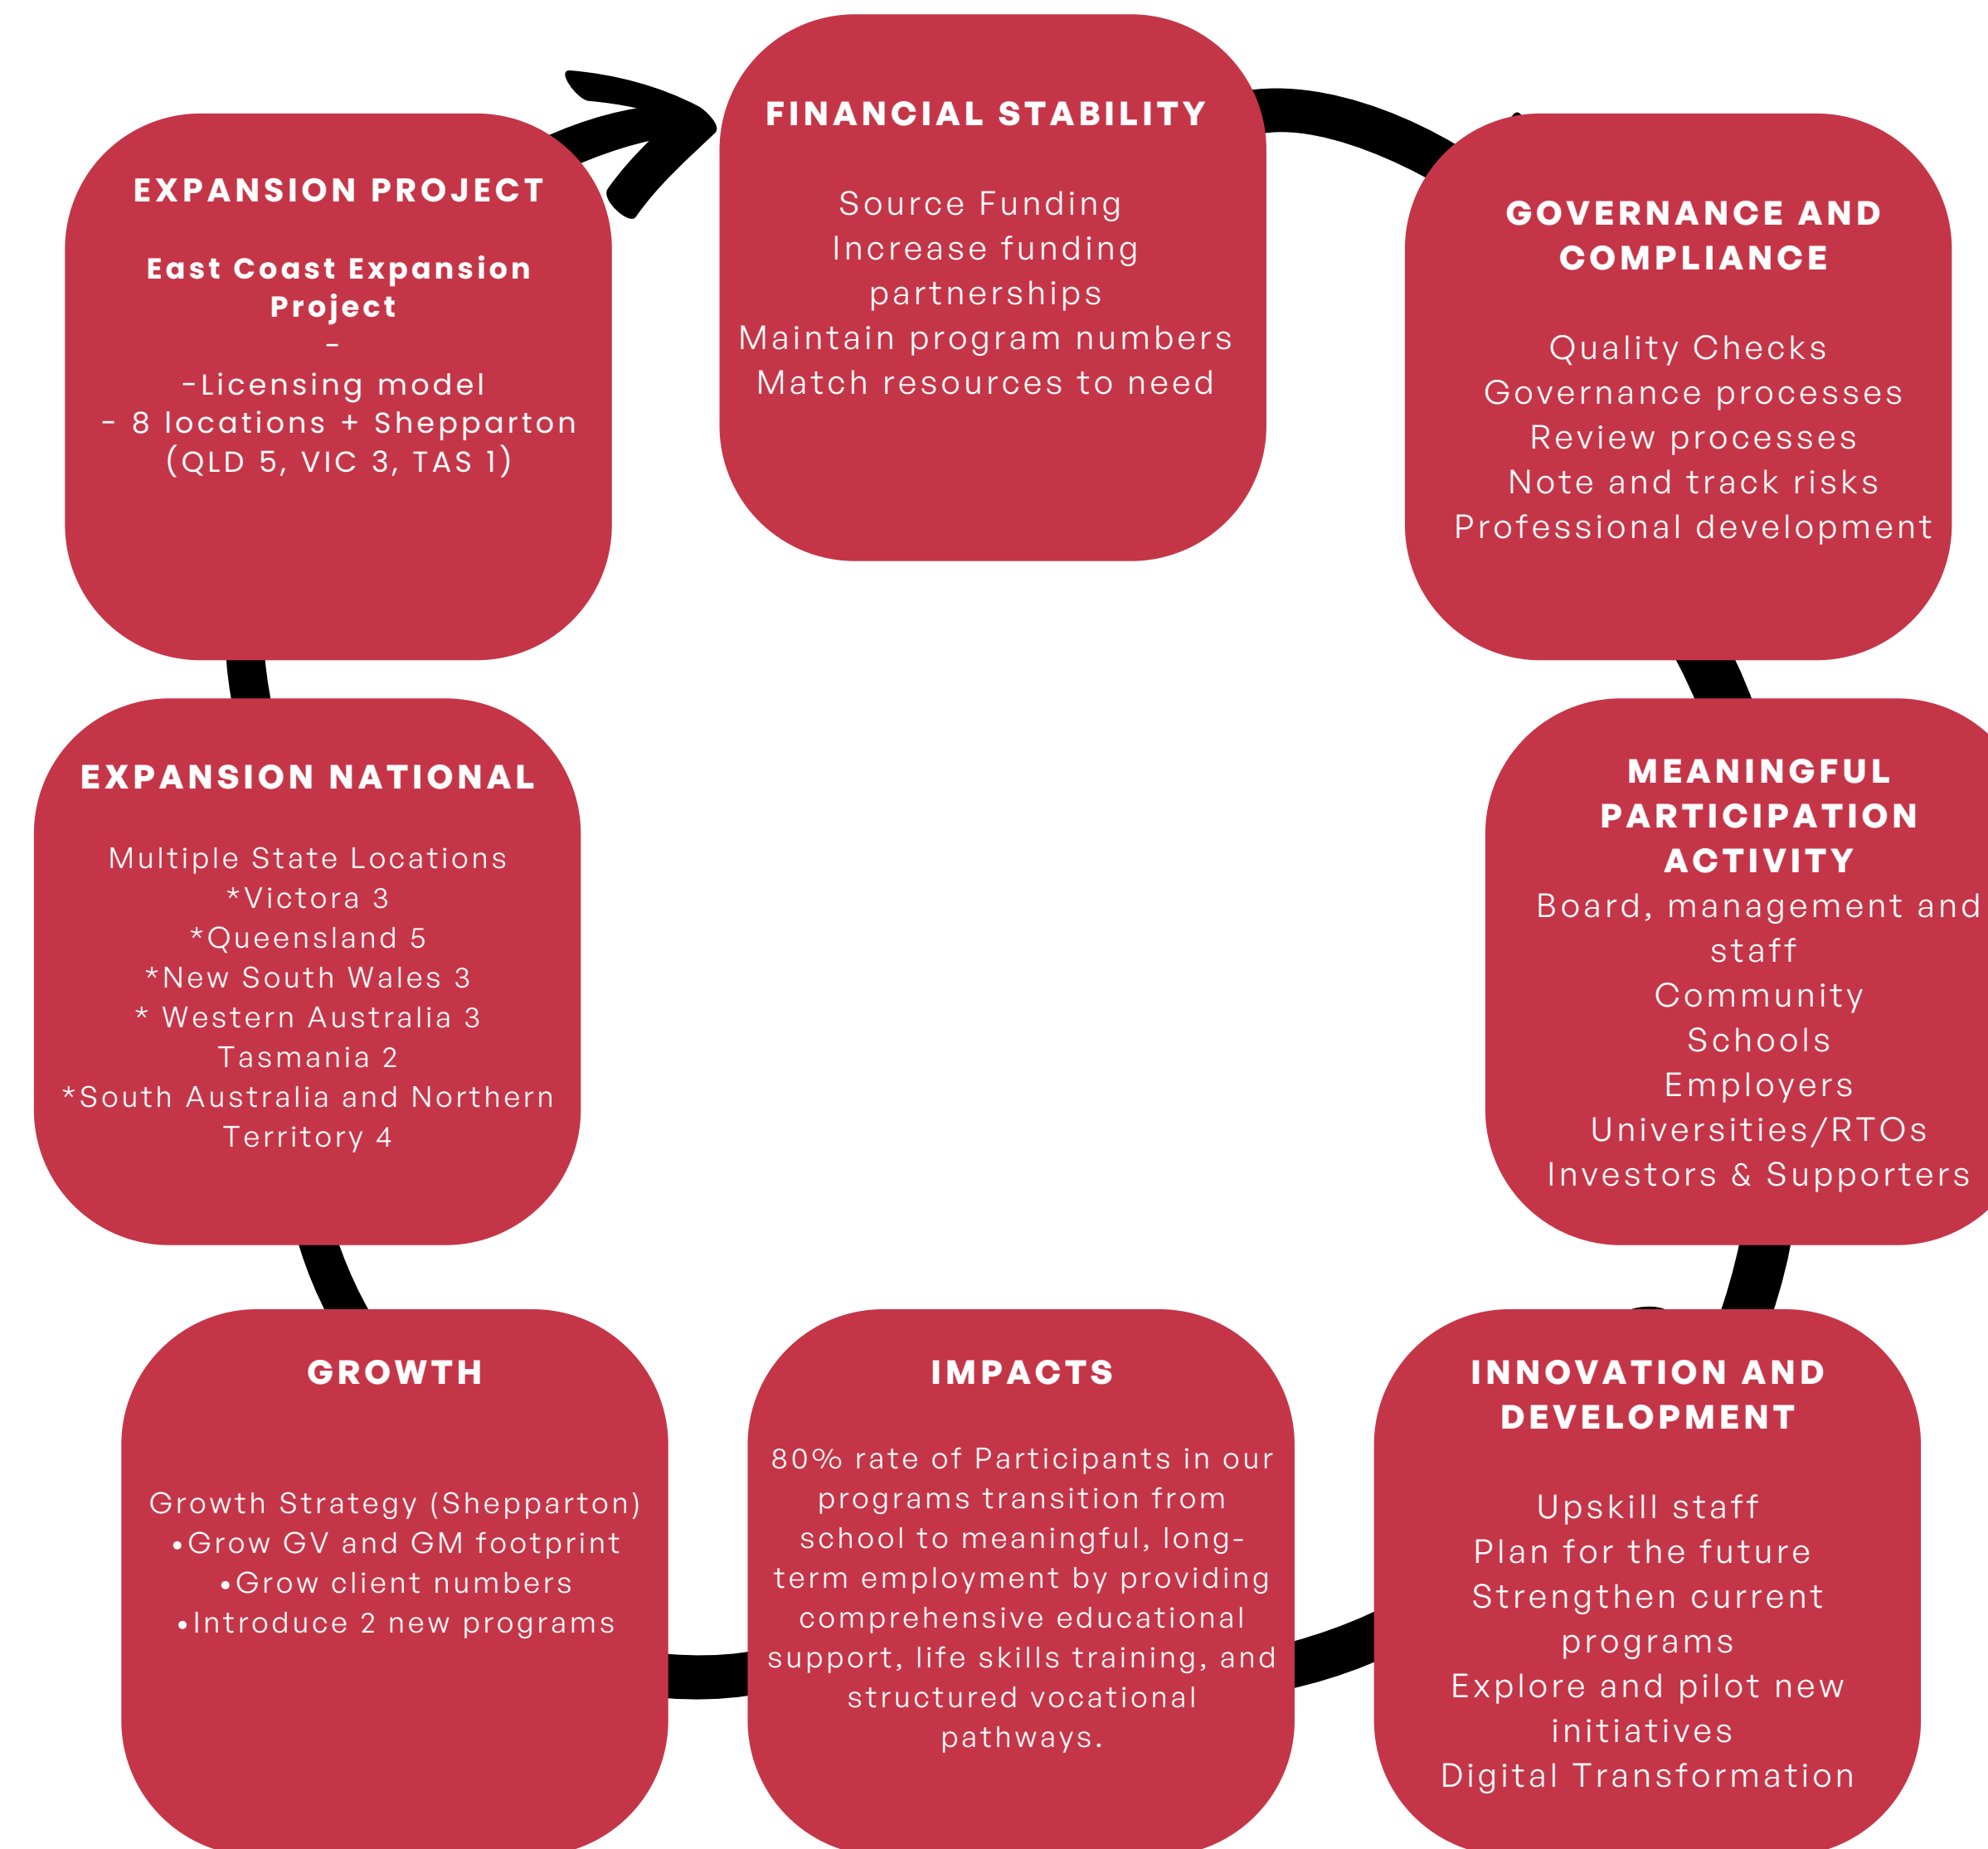 FINANCIAL STABILITY
Source Funding
Increase funding
partnerships
Maintain program numbers
Match resources to need
GOVERNANCE AND
COMPLIANCE
Quality Checks
Governance processes
Review processes
Note and track risks
Professional development
MEANINGFUL
PARTICIPATION
ACTIVITY
Board, management and
staff
Community
Schools
Employers
Universities/RTOs
Investors & Supporters
INNOVATION AND
DEVELOPMENT
Upskill staff
Plan for the future
Strengthen current
programs
Explore and pilot new
initiatives
Digital Transformation
IMPACTS
80% rate of Participants in our
programs transition from
school to meaningful, long-
term employment by providing
comprehensive educational
support, life skills training, and
structured vocational
pathways.
GROWTH
Growth Strategy (Shepparton)
•Grow GV and GM footprint
•Grow client numbers
•Introduce 2 new programs
EXPANSION NATIONAL
Multiple State Locations
*Victora 3
*Queensland 5
*New South Wales 3
* Western Australia 3
Tasmania 2
*South Australia and Northern
Territory 4
EXPANSION PROJECT
East Coast Expansion
Project
-
-Licensing model
- 8 locations + Shepparton
(QLD 5, VIC 3, TAS 1)